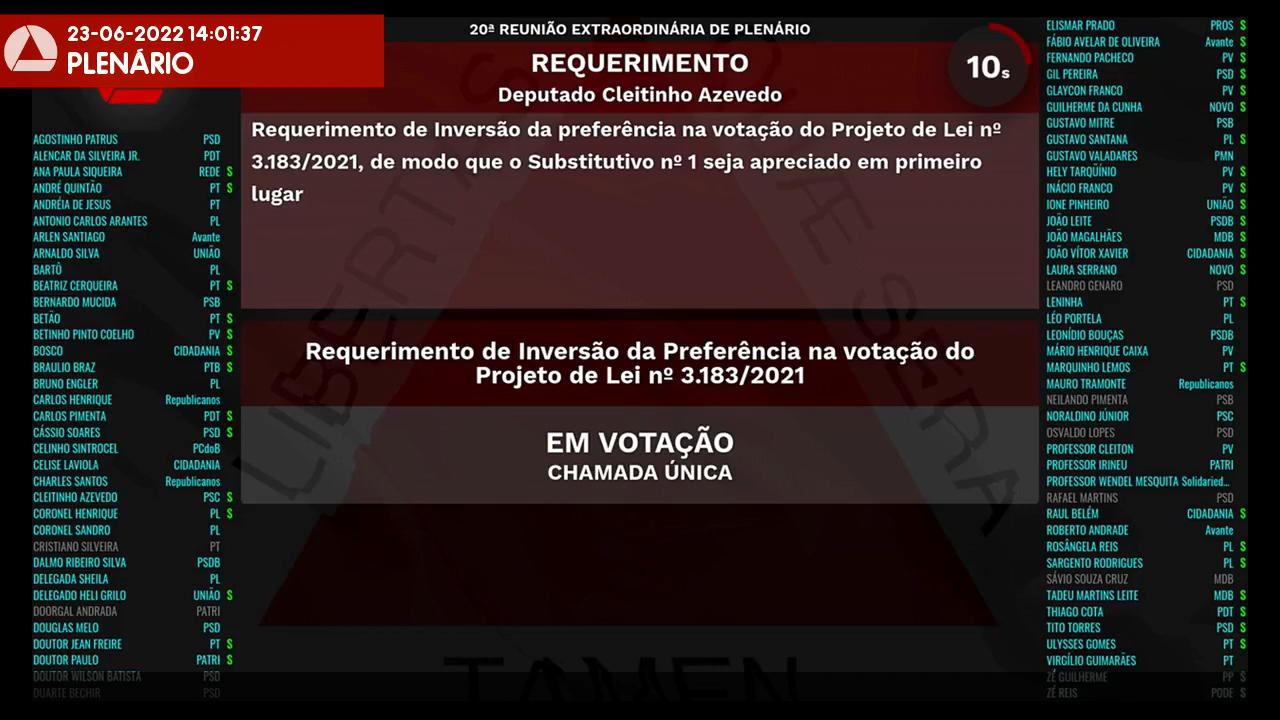 23-06-2022 14:01:37
PLENÁRIO
20ª REUNIÃO EXTRAORDINÁRIA DE PLENÁRIO
REQUERIMENTO
Deputado Cleitinho Azevedo
10s
Requerimento de Inversão da preferência na votação do Projeto de Lei nº
3.183/2021, de modo que o Substitutivo nº 1 seja apreciado em primeiro
lugar
Requerimento de Inversão da Preferência na votação do
Projeto de Lei nº 3.183/2021
EM VOTAÇÃO
CHAMADA ÚNICA
LIBERTAS QUÆ SERA
TAMEN
AGOSTINHO PATRUS PSD
ALENCAR DA SILVEIRA JR. PDT
ANA PAULA SIQUEIRA REDE S
ANDRÉ QUINTÃO PT S
ANDRÉIA DE JESUS PT
ANTONIO CARLOS ARANTES PL
ARLEN SANTIAGO Avante
ARNALDO SILVA UNIÃO
BARTÔ PL
BEATRIZ CERQUEIRA PT S
BERNARDO MUCIDA PSB
BETÃO PT S
BETINHO PINTO COELHO PV S
BOSCO CIDADANIA S
BRAULIO BRAZ PTB S
BRUNO ENGLER PL
CARLOS HENRIQUE Republicanos
CARLOS PIMENTA PDT S
CÁSSIO SOARES PSD S
CELINHO SINTROCEL PCdoB
CELISE LAVIOLA CIDADANIA
CHARLES SANTOS Republicanos
CLEITINHO AZEVEDO PSC S
CORONEL HENRIQUE PL S
CORONEL SANDRO PL
CRISTIANO SILVEIRA PT
DALMO RIBEIRO SILVA PSDB
DELEGADA SHEILA PL
DELEGADO HELI GRILO UNIÃO S
DOORGAL ANDRADA PATRI
DOUGLAS MELO PSD
DOUTOR JEAN FREIRE PT S
DOUTOR PAULO PATRI S
DOUTOR WILSON BATISTA PSD
DUARTE BECHIR PSD
ELISMAR PRADO PROS S
FÁBIO AVELAR DE OLIVEIRA Avante S
FERNANDO PACHECO PV S
GIL PEREIRA PSD S
GLAYCON FRANCO PV S
GUILHERME DA CUNHA NOVO S
GUSTAVO MITRE PSB
GUSTAVO SANTANA PL S
GUSTAVO VALADARES PMN
HELY TARQÜÍNIO PV S
INÁCIO FRANCO PV S
IONE PINHEIRO UNIÃO S
JOÃO LEITE PSDB S
JOÃO MAGALHÃES MDB S
JOÃO VÍTOR XAVIER CIDADANIA S
LAURA SERRANO NOVO S
LEANDRO GENARO PSD
LENINHA PT S
LÉO PORTELA PL
LEONÍDIO BOUÇAS PSDB
MÁRIO HENRIQUE CAIXA PV
MARQUINHO LEMOS PT S
MAURO TRAMONTE Republicanos
NEILANDO PIMENTA PSB
NORALDINO JÚNIOR PSC
OSVALDO LOPES PSD
PROFESSOR CLEITON PV
PROFESSOR IRINEU PATRI
PROFESSOR WENDEL MESQUITA Solidaried...
RAFAEL MARTINS PSD
RAUL BELÉM CIDADANIA S
ROBERTO ANDRADE Avante
ROSÂNGELA REIS PL S
SARGENTO RODRIGUES PL S
SÁVIO SOUZA CRUZ MDB
TADEU MARTINS LEITE MDB S
THIAGO COTA PDT S
TITO TORRES PSD S
ULYSSES GOMES PT S
VIRGÍLIO GUIMARÃES PT
ZÉ GUILHERME PP S
ZÉ REIS PODE S